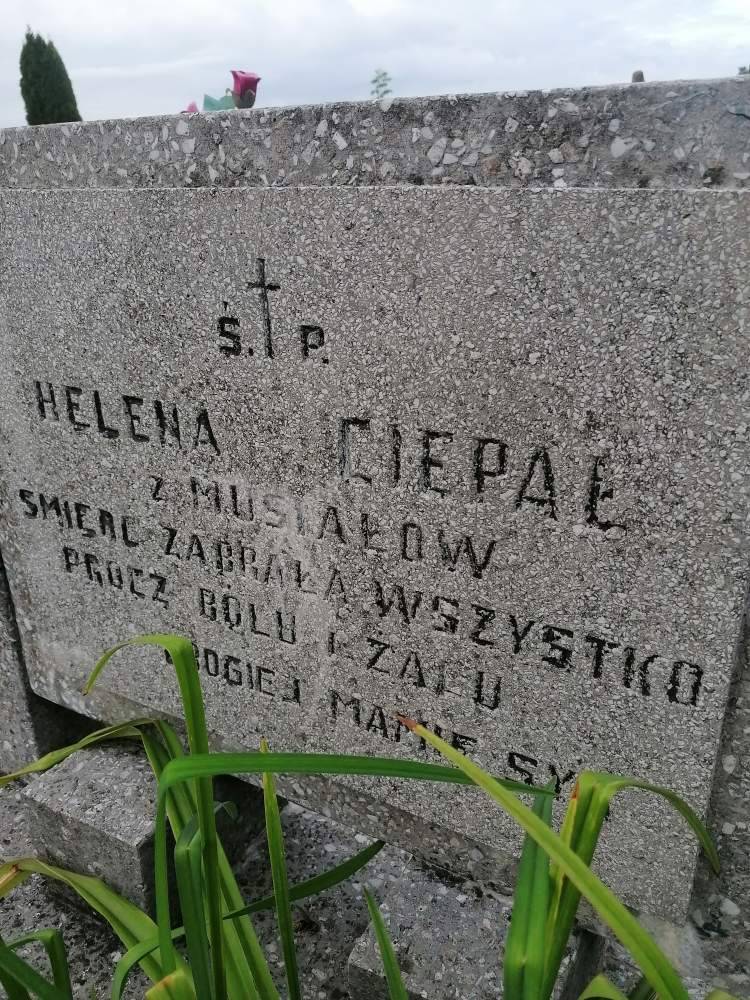 Ś. P.
HELENA CIEPAŁ
Z MUSIAŁÓW
ŚMIERĆ ZABRAŁA WSZYSTKO
PRÓCZ BÓLU I ŻALU
DROGIEJ MAMIE